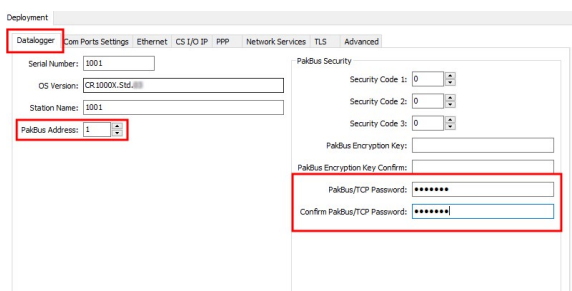 Deployment
Datalogger Com Ports Settings Ethernet CS I/O IP PPP Network Services TLS Advanced
Serial Number: 1001
OS Version: CR1000X.Std.
Station Name: 1001
PakBus Address: 1
PakBus Security
Security Code 1: 0
Security Code 2: 0
Security Code 3: 0
PakBus Encryption Key:
PakBus Encryption Key Confirm:
PakBus/TCP Password: •••••••
Confirm PakBus/TCP Password: •••••••